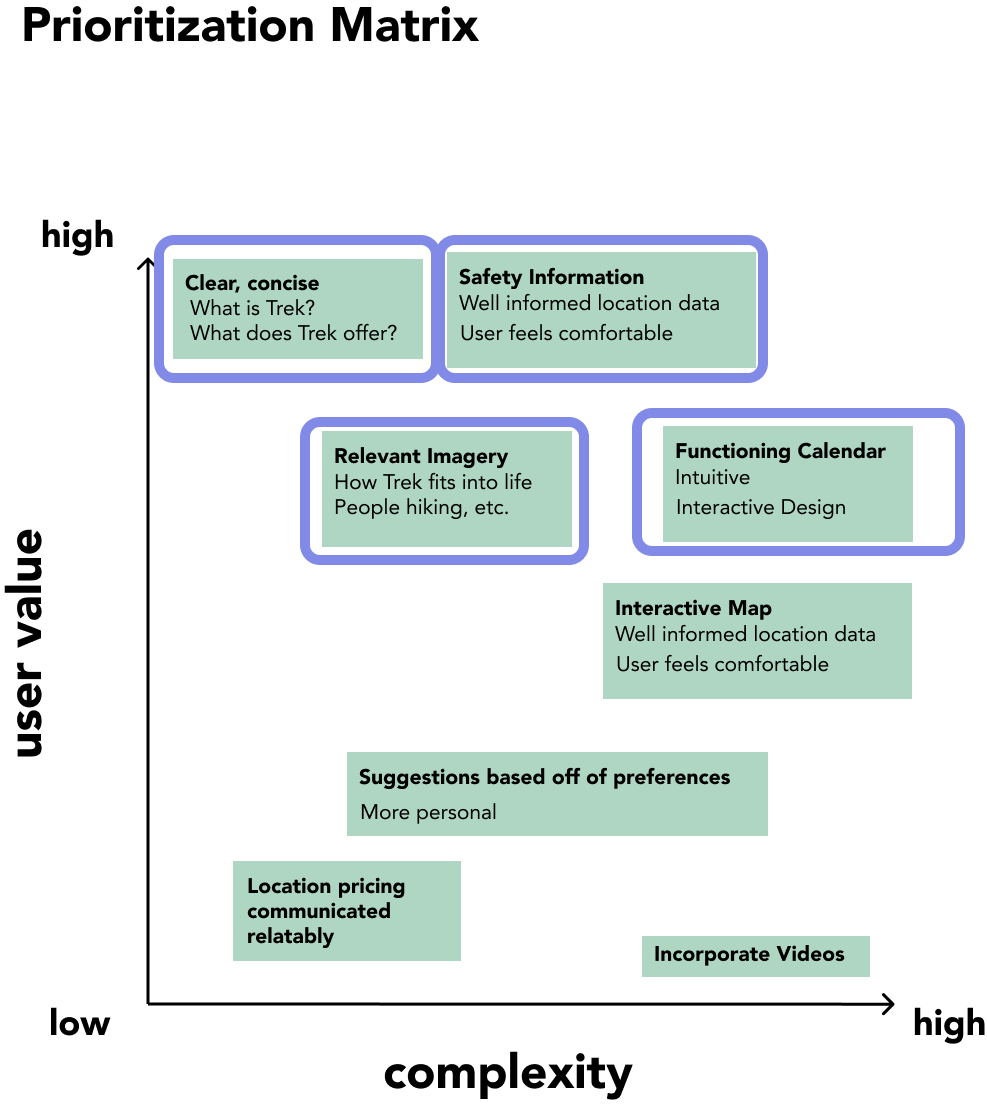 Prioritization Matrix
high
Clear, concise
What is Trek?
What does Trek offer?
Safety Information
Well informed location data
User feels comfortable
Relevant Imagery
How Trek fits into life
People hiking, etc.
Functioning Calendar
Intuitive
Interactive Design
user value
Interactive Map
Well informed location data
User feels comfortable
Suggestions based off of preferences
More personal
Location pricing
communicated
relatably
Incorporate Videos
low
high
complexity